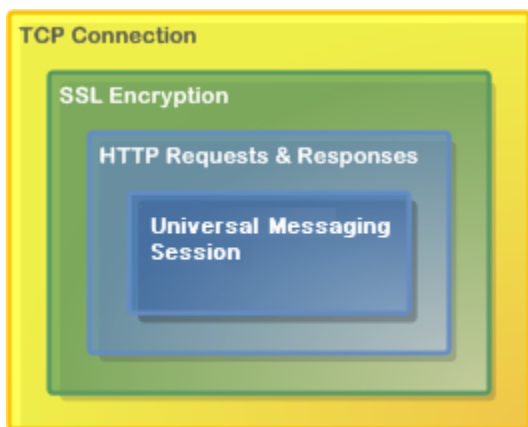 TCP Connection
SSL Encryption
HTTP Requests & Responses
Universal Messaging
Session